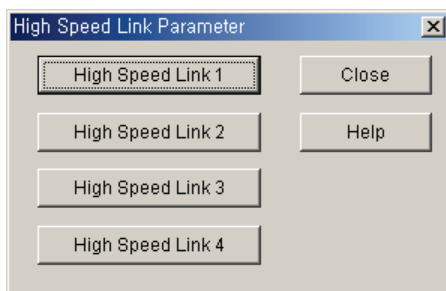 High Speed Link Parameter
High Speed Link 1
Close
High Speed Link 2
Help
High Speed Link 3
High Speed Link 4